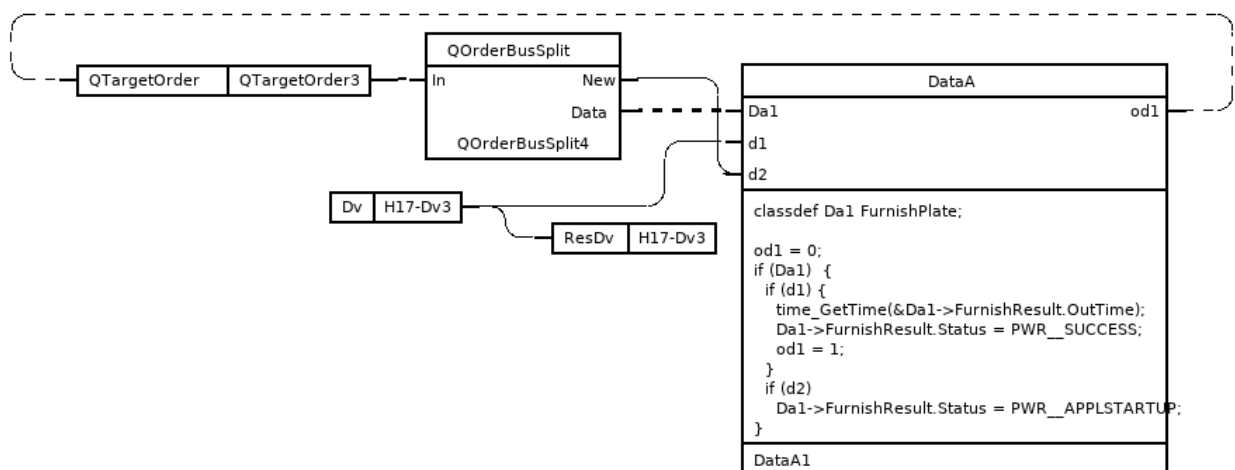 QOrderBusSplit
QTargetOrder QTargetOrder3
In New
Data
QOrderBusSplit4
DataA
Da1 od1
d1
d2
Dv H17-Dv3
ResDv H17-Dv3
classdef Da1 FurnishPlate;
od1 = 0;
if (Da1)  {
if (d1) {
time_GetTime(&Da1->FurnishResult.OutTime);
Da1->FurnishResult.Status = PWR__SUCCESS;
od1 = 1;
}
if (d2)
Da1->FurnishResult.Status = PWR__APPLSTARTUP;
}
DataA1